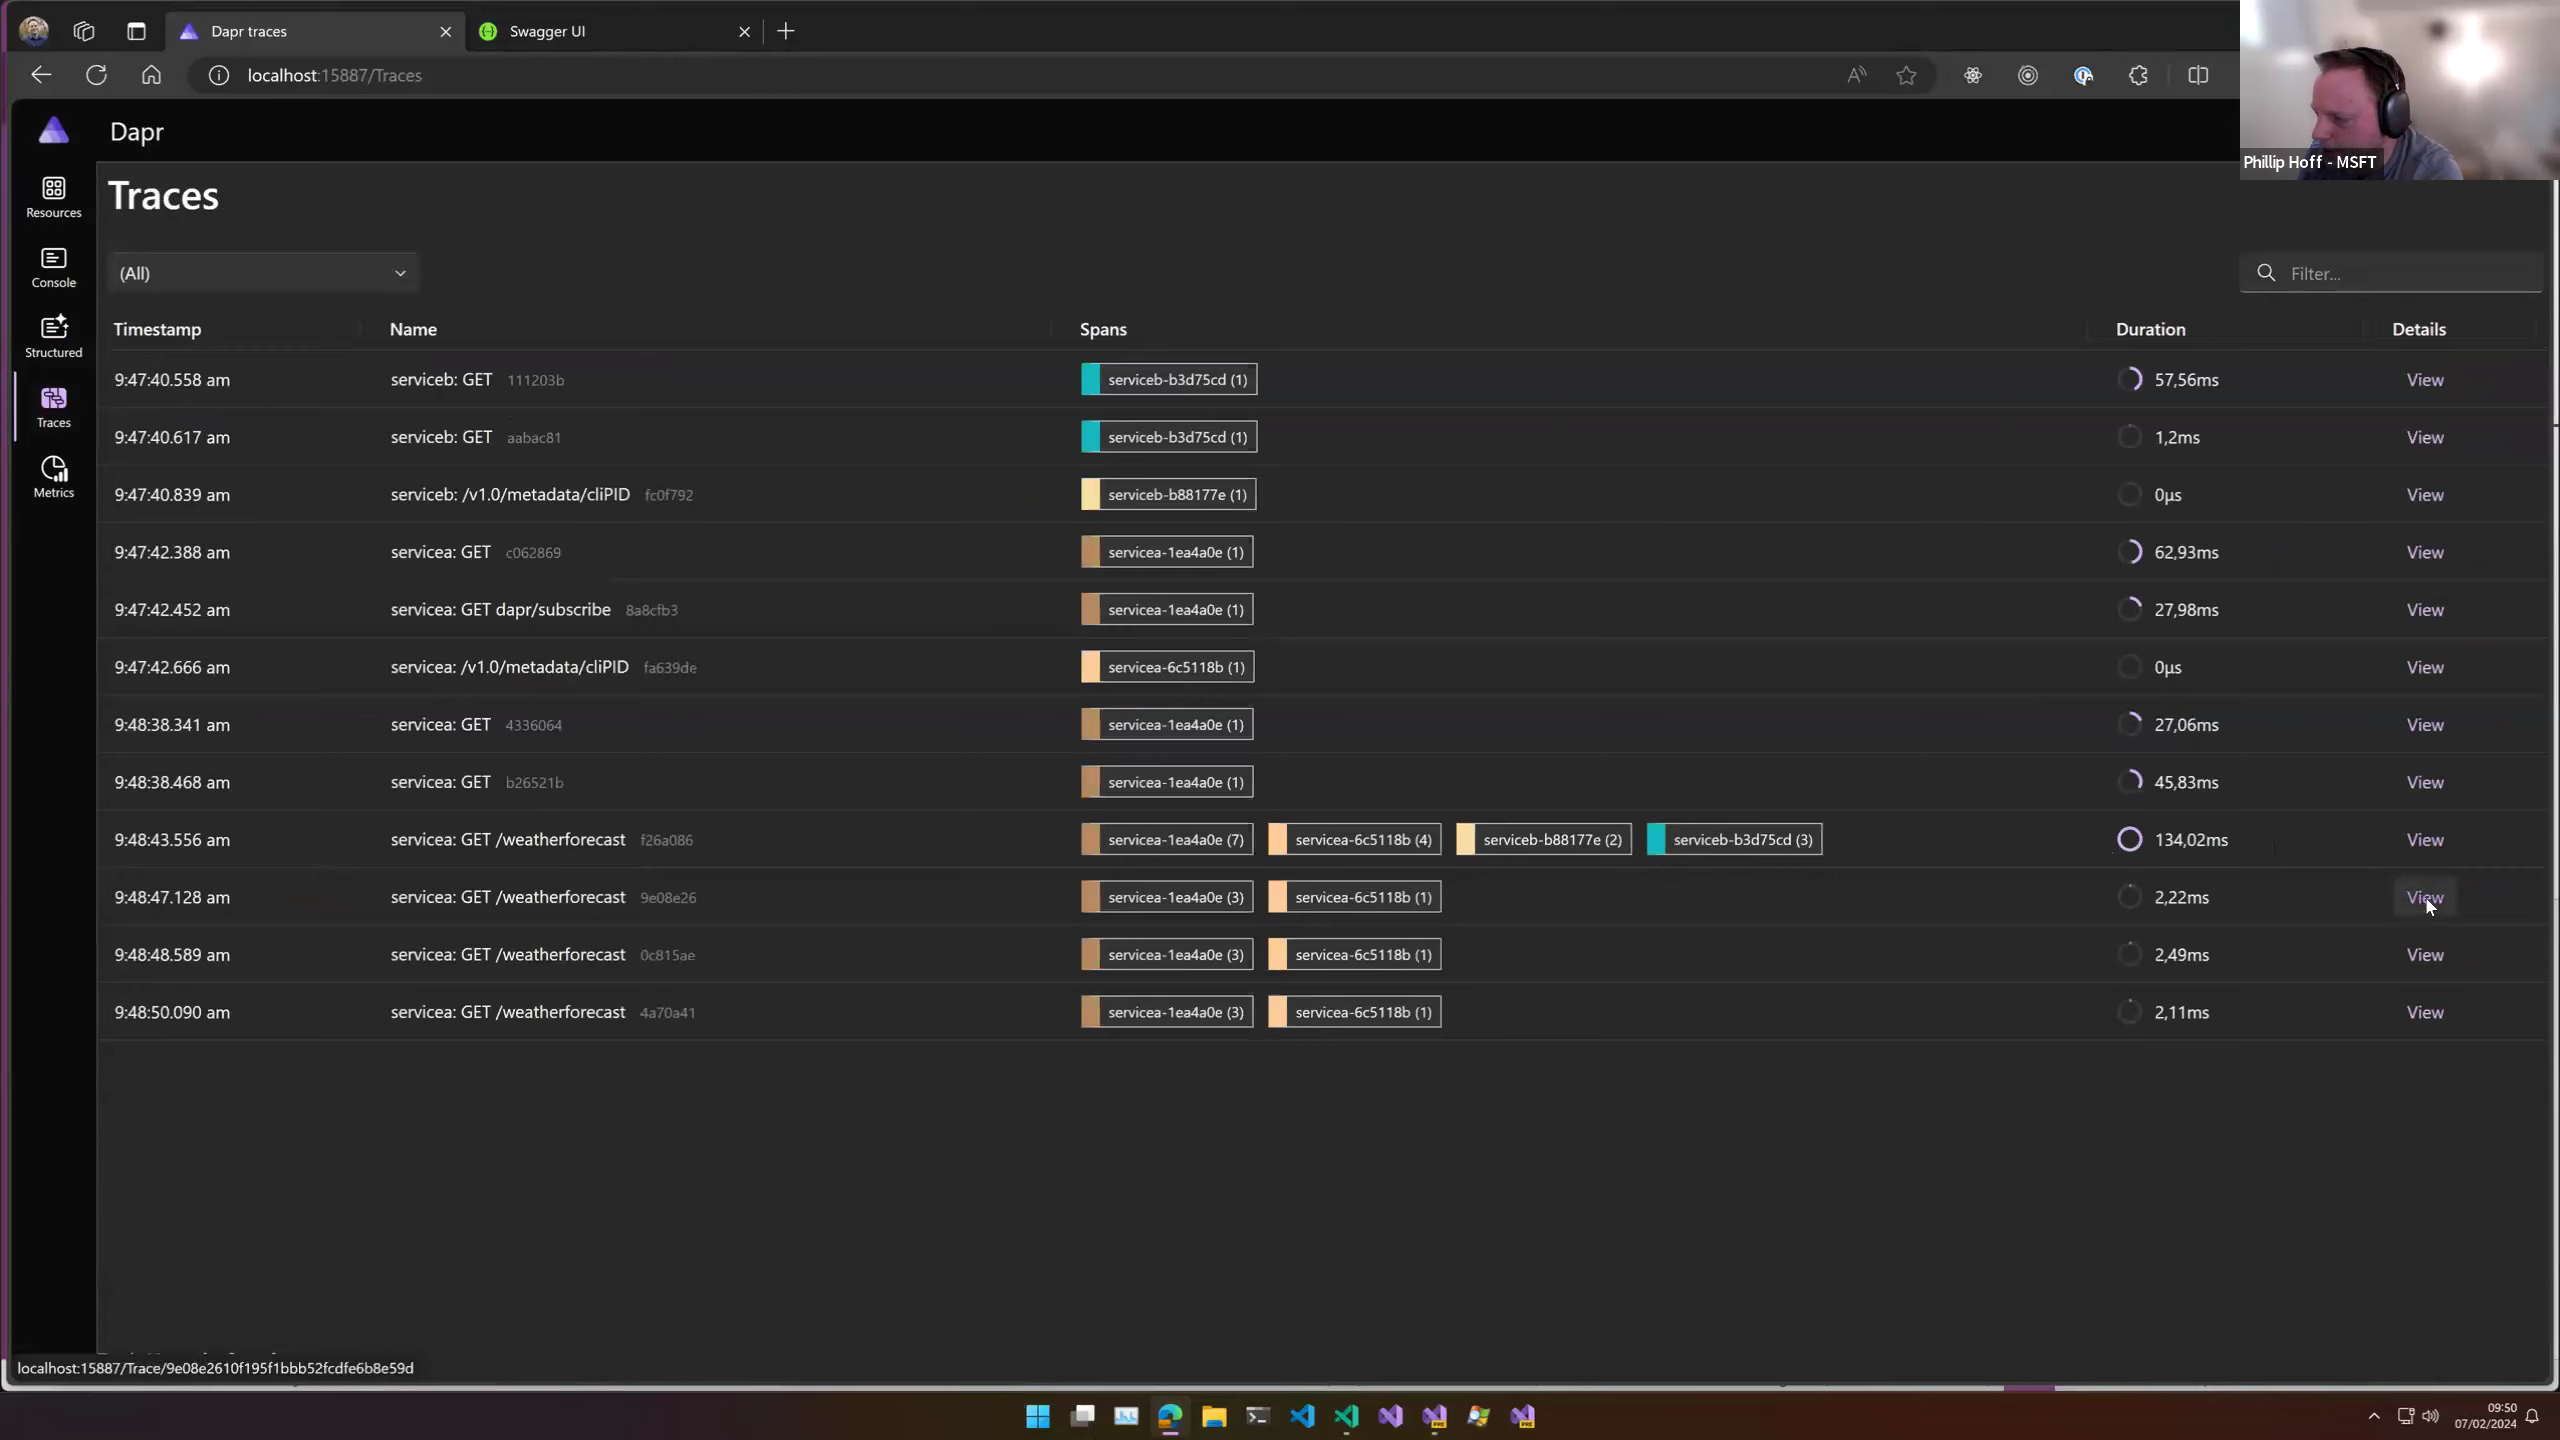 Dapr traces
Swagger UI
localhost:15887/Traces
Phillip Hoff - MSFT
Dapr
Resources
Console
Structured
Traces
Metrics
Traces
(All)
Filter...
Timestamp Name Spans Duration Details
9:47:40.558 am serviceb: GET 111203b serviceb-b3d75cd (1) 57,56ms View
9:47:40.617 am serviceb: GET aabac81 serviceb-b3d75cd (1) 1,2ms View
9:47:40.839 am serviceb: /v1.0/metadata/cliPID fc0f792 serviceb-b88177e (1) 0µs View
9:47:42.388 am servicea: GET c062869 servicea-1ea4a0e (1) 62,93ms View
9:47:42.452 am servicea: GET dapr/subscribe 8a8cfb3 servicea-1ea4a0e (1) 27,98ms View
9:47:42.666 am servicea: /v1.0/metadata/cliPID fa639de servicea-6c5118b (1) 0µs View
9:48:38.341 am servicea: GET 4336064 servicea-1ea4a0e (1) 27,06ms View
9:48:38.468 am servicea: GET b26521b servicea-1ea4a0e (1) 45,83ms View
9:48:43.556 am servicea: GET /weatherforecast f26a086 servicea-1ea4a0e (7) servicea-6c5118b (4) serviceb-b88177e (2) serviceb-b3d75cd (3) 134,02ms View
9:48:47.128 am servicea: GET /weatherforecast 9e08e26 servicea-1ea4a0e (3) servicea-6c5118b (1) 2,22ms View
9:48:48.589 am servicea: GET /weatherforecast 0c815ae servicea-1ea4a0e (3) servicea-6c5118b (1) 2,49ms View
9:48:50.090 am servicea: GET /weatherforecast 4a70a41 servicea-1ea4a0e (3) servicea-6c5118b (1) 2,11ms View
localhost:15887/Trace/9e08e2610f195f1bbb52fcdfe6b8e59d
09:50
07/02/2024